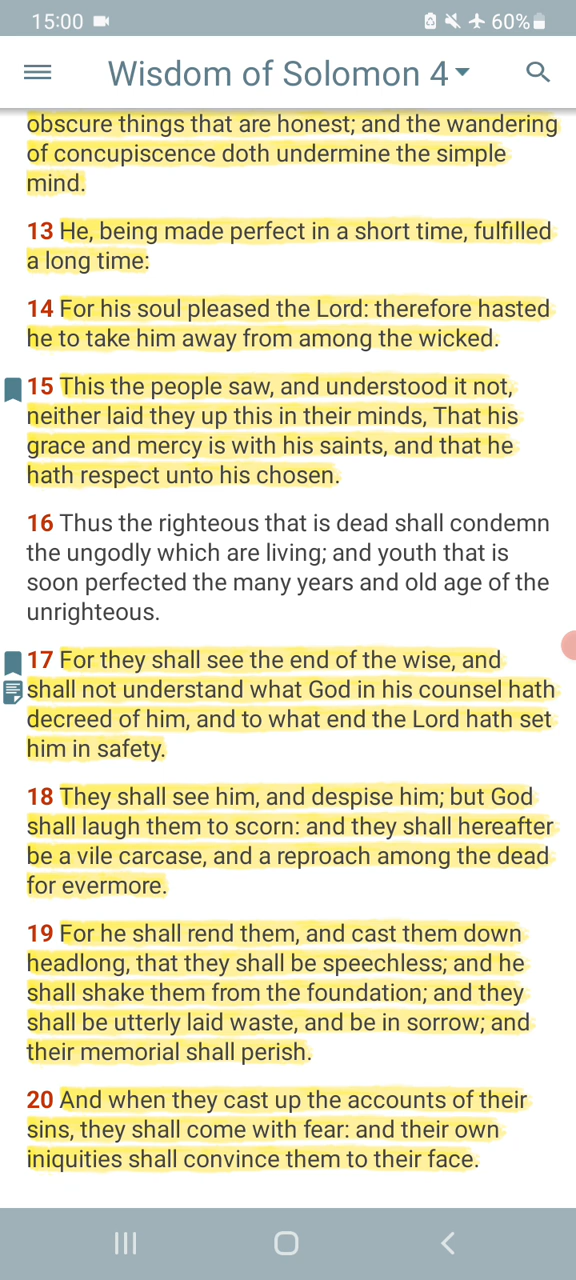 15:00
60%
Wisdom of Solomon 4
obscure things that are honest; and the wandering
of concupiscence doth undermine the simple
mind.
13 He, being made perfect in a short time, fulfilled
a long time:
14 For his soul pleased the Lord: therefore hasted
he to take him away from among the wicked.
15 This the people saw, and understood it not,
neither laid they up this in their minds, That his
grace and mercy is with his saints, and that he
hath respect unto his chosen.
16 Thus the righteous that is dead shall condemn
the ungodly which are living; and youth that is
soon perfected the many years and old age of the
unrighteous.
17 For they shall see the end of the wise, and
shall not understand what God in his counsel hath
decreed of him, and to what end the Lord hath set
him in safety.
18 They shall see him, and despise him; but God
shall laugh them to scorn: and they shall hereafter
be a vile carcase, and a reproach among the dead
for evermore.
19 For he shall rend them, and cast them down
headlong, that they shall be speechless; and he
shall shake them from the foundation; and they
shall be utterly laid waste, and be in sorrow; and
their memorial shall perish.
20 And when they cast up the accounts of their
sins, they shall come with fear: and their own
iniquities shall convince them to their face.